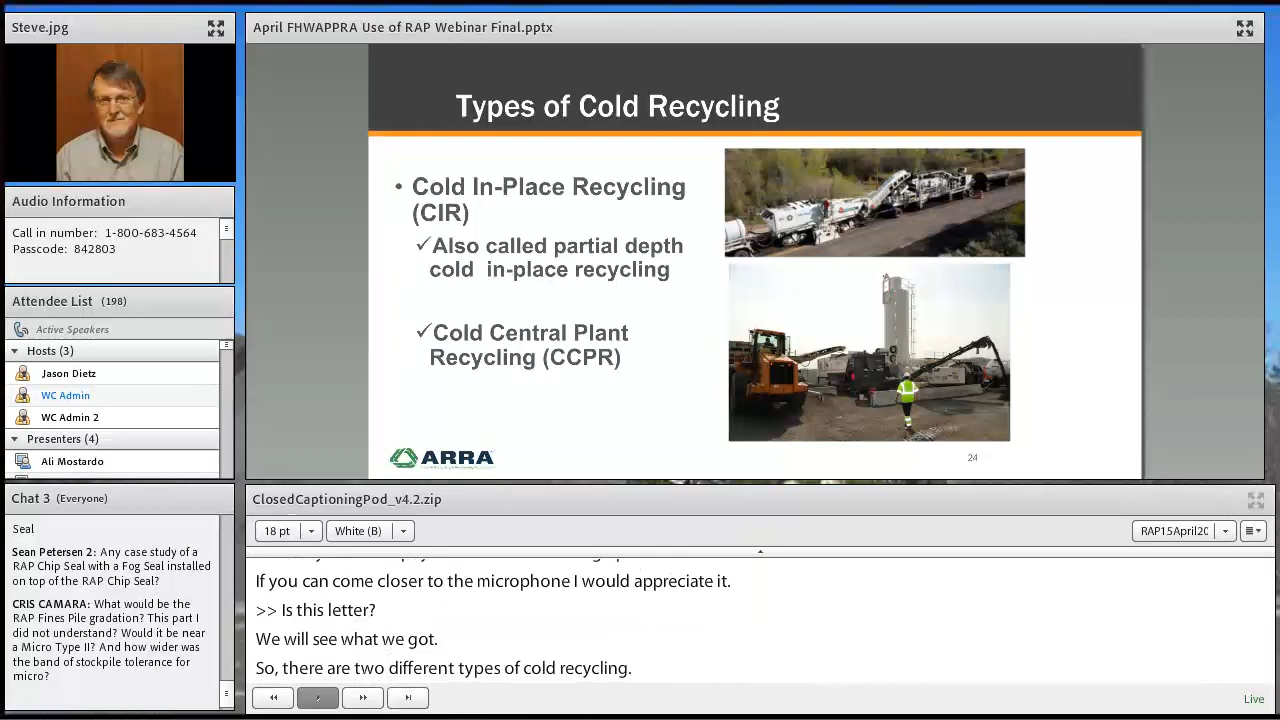 Steve.jpg
Audio Information
Call in number: 1-800-683-4564
Passcode: 842803
Attendee List (198)
Active Speakers
Hosts (3)
Jason Dietz
WC Admin
WC Admin 2
Presenters (4)
Ali Mostardo
Chat 3 (Everyone)
Seal
Sean Petersen 2: Any case study of a
RAP Chip Seal with a Fog Seal installed
on top of the RAP Chip Seal?
CRIS CAMARA: What would be the
RAP Fines Pile gradation? This part I
did not understand? Would it be near
a Micro Type II? And how wider was
the band of stockpile tolerance for
micro?
April FHWAPPRA Use of RAP Webinar Final.pptx
Types of Cold Recycling
• Cold In-Place Recycling
(CIR)
✓Also called partial depth
cold in-place recycling
✓Cold Central Plant
Recycling (CCPR)
ARRA
24
ClosedCaptioningPod_v4.2.zip
18 pt
White (B)
RAP15April20
If you can come closer to the microphone I would appreciate it.
>> Is this letter?
We will see what we got.
So, there are two different types of cold recycling.
Live